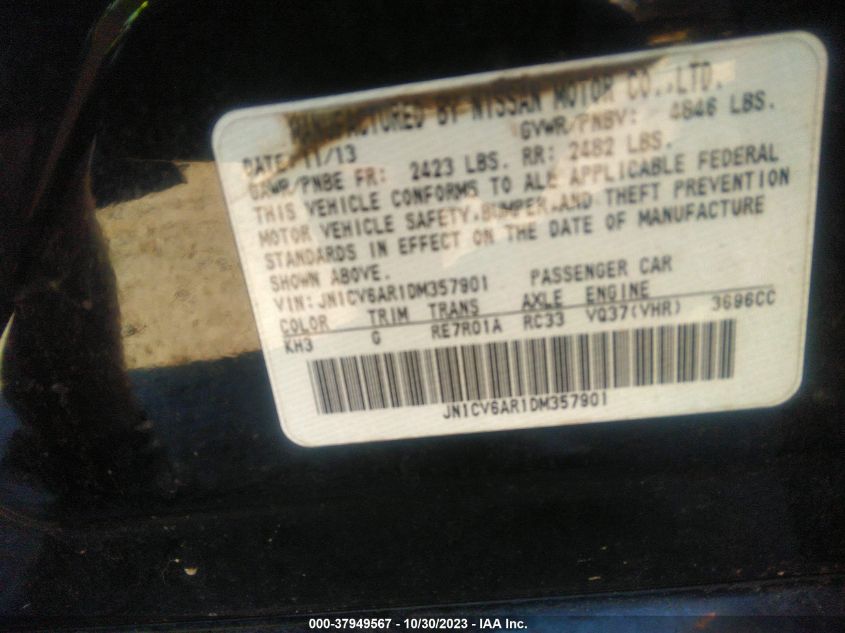 MANUFACTURED BY NISSAN MOTOR CO.,LTD.
DATE: 11/13 GVWR/PNBV: 4846 LBS.
GAWR/PNBE FR: 2423 LBS. RR: 2482 LBS.
THIS VEHICLE CONFORMS TO ALL APPLICABLE FEDERAL
MOTOR VEHICLE SAFETY,BUMPER,AND THEFT PREVENTION
STANDARDS IN EFFECT ON THE DATE OF MANUFACTURE
SHOWN ABOVE.
VIN:JN1CV6AR1DM357901 PASSENGER CAR
COLOR TRIM TRANS AXLE ENGINE
KH3 G RE7R01A RC33 VQ37(VHR) 3696CC
JN1CV6AR1DM357901
000-37949567 - 10/30/2023 - IAA Inc.